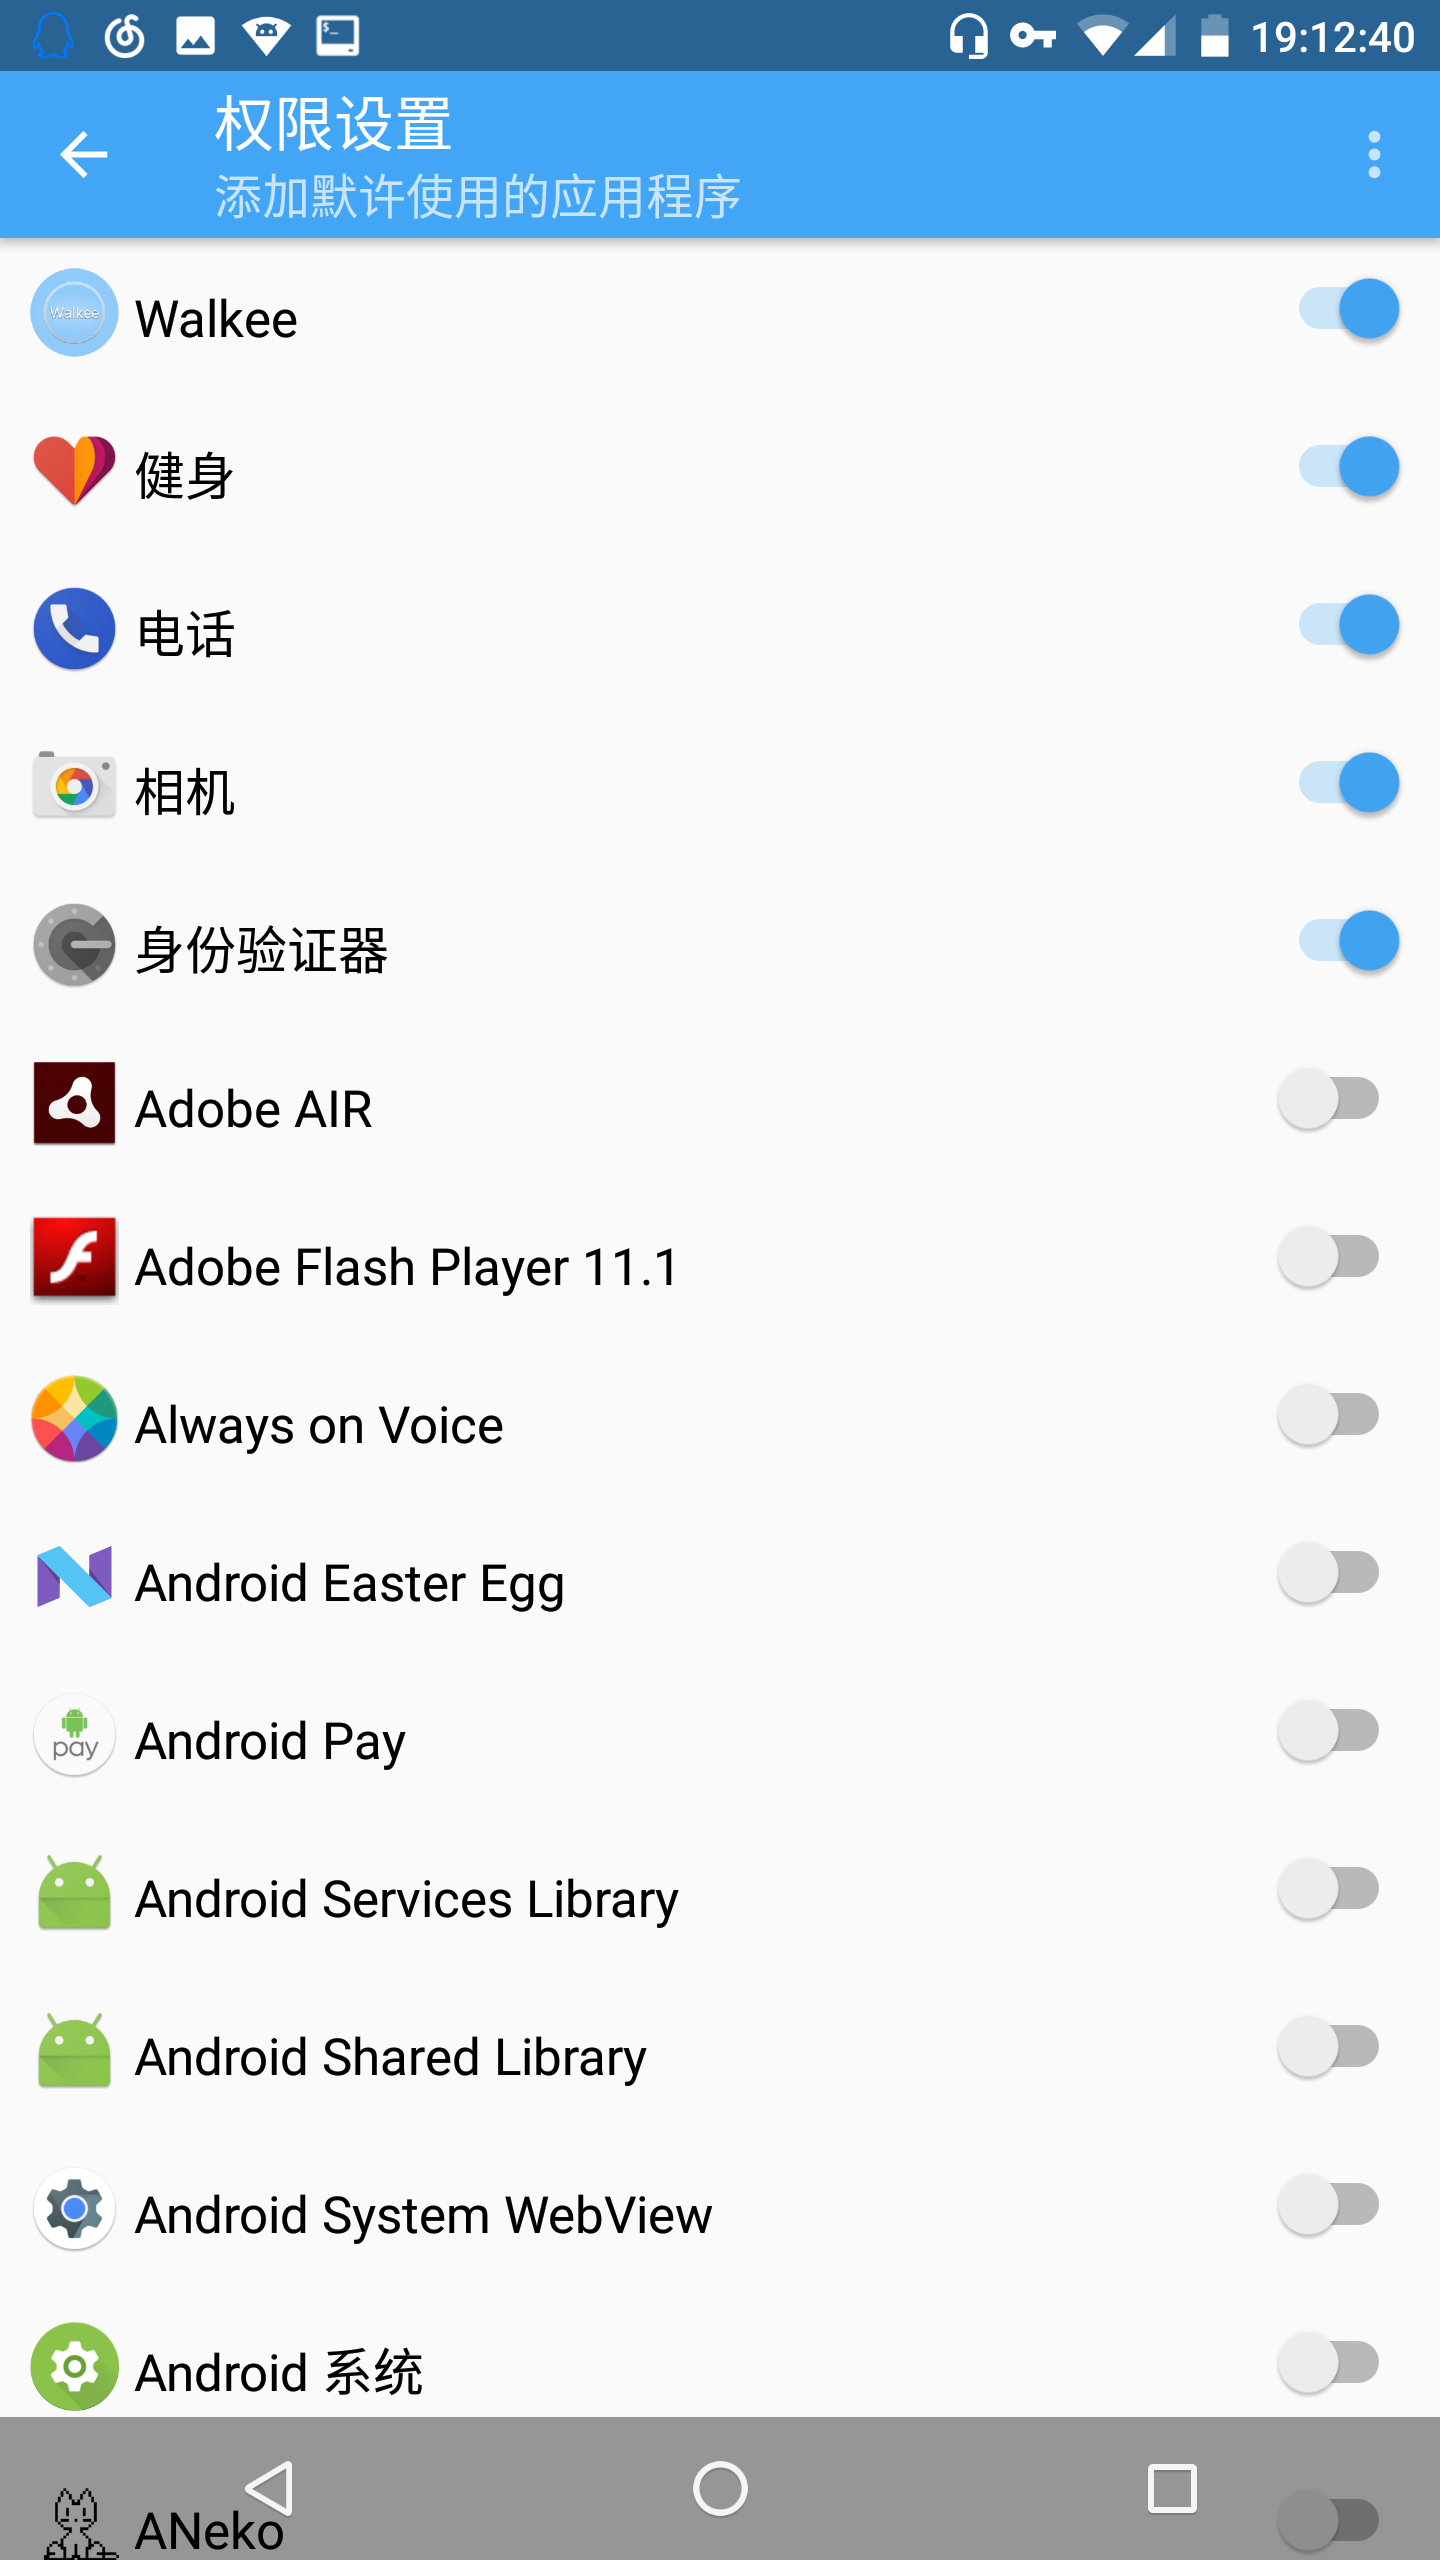 19:12:40
权限设置
添加默许使用的应用程序
Walkee
Walkee
健身
电话
相机
身份验证器
Adobe AIR
Adobe Flash Player 11.1
Always on Voice
Android Easter Egg
pay
Android Pay
Android Services Library
Android Shared Library
Android System WebView
Android 系统
ANeko